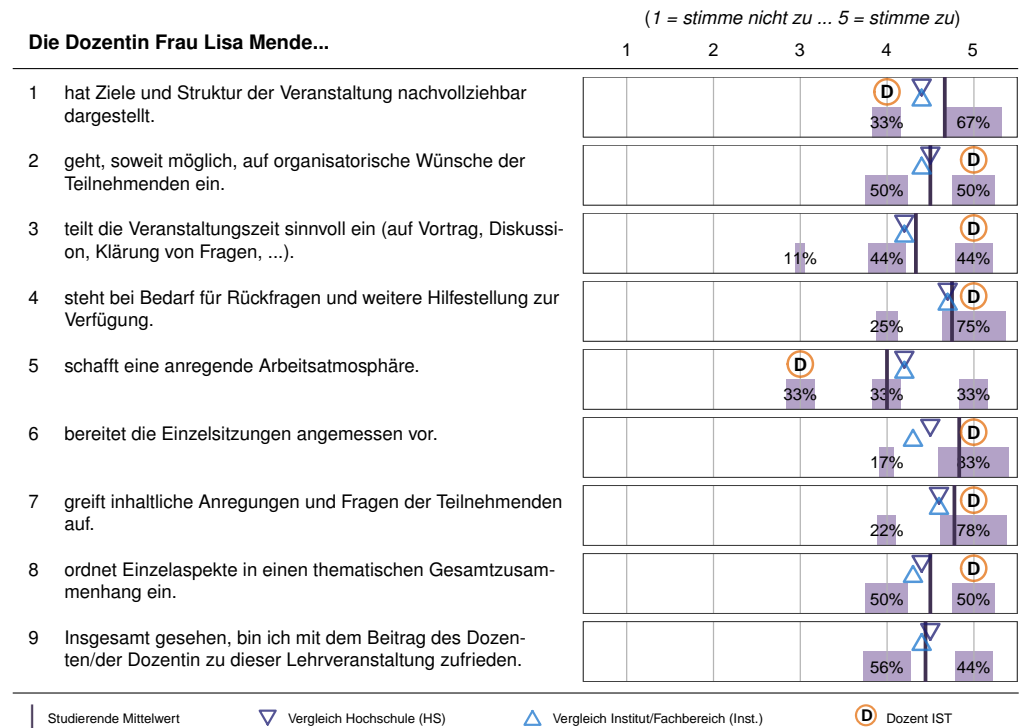 (1 = stimme nicht zu ... 5 = stimme zu)
Die Dozentin Frau Lisa Mende...
1 2 3 4 5
1 hat Ziele und Struktur der Veranstaltung nachvollziehbar
dargestellt.
D
33% 67%
2 geht, soweit möglich, auf organisatorische Wünsche der
Teilnehmenden ein.
D
50% 50%
3 teilt die Veranstaltungszeit sinnvoll ein (auf Vortrag, Diskussi-
on, Klärung von Fragen, ...).
D
11% 44% 44%
4 steht bei Bedarf für Rückfragen und weitere Hilfestellung zur
Verfügung.
D
25% 75%
5 schafft eine anregende Arbeitsatmosphäre.
D
33% 33% 33%
6 bereitet die Einzelsitzungen angemessen vor.
D
17% 83%
7 greift inhaltliche Anregungen und Fragen der Teilnehmenden
auf.
D
22% 78%
8 ordnet Einzelaspekte in einen thematischen Gesamtzusam-
menhang ein.
D
50% 50%
9 Insgesamt gesehen, bin ich mit dem Beitrag des Dozen-
ten/der Dozentin zu dieser Lehrveranstaltung zufrieden.
56% 44%
Studierende Mittelwert Vergleich Hochschule (HS) Vergleich Institut/Fachbereich (Inst.) D Dozent IST